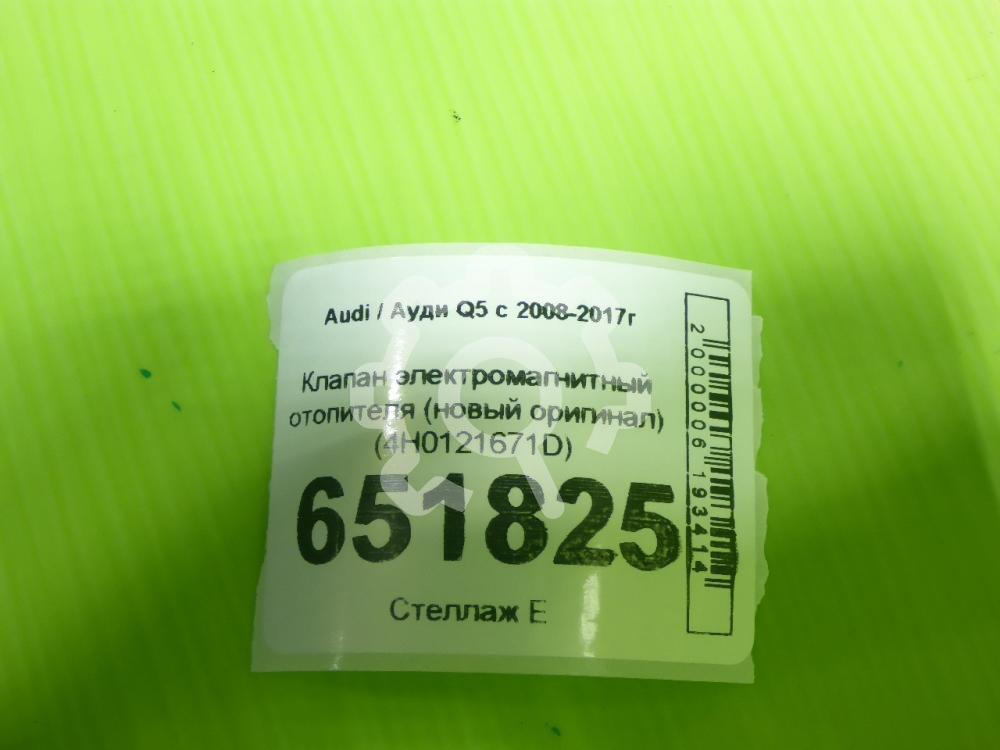 Audi / Ауди Q5 с 2008-2017г
Клапан электромагнитный
отопителя (новый оригинал)
(4H0121671D)
651825
Стеллаж Е
2000006193414